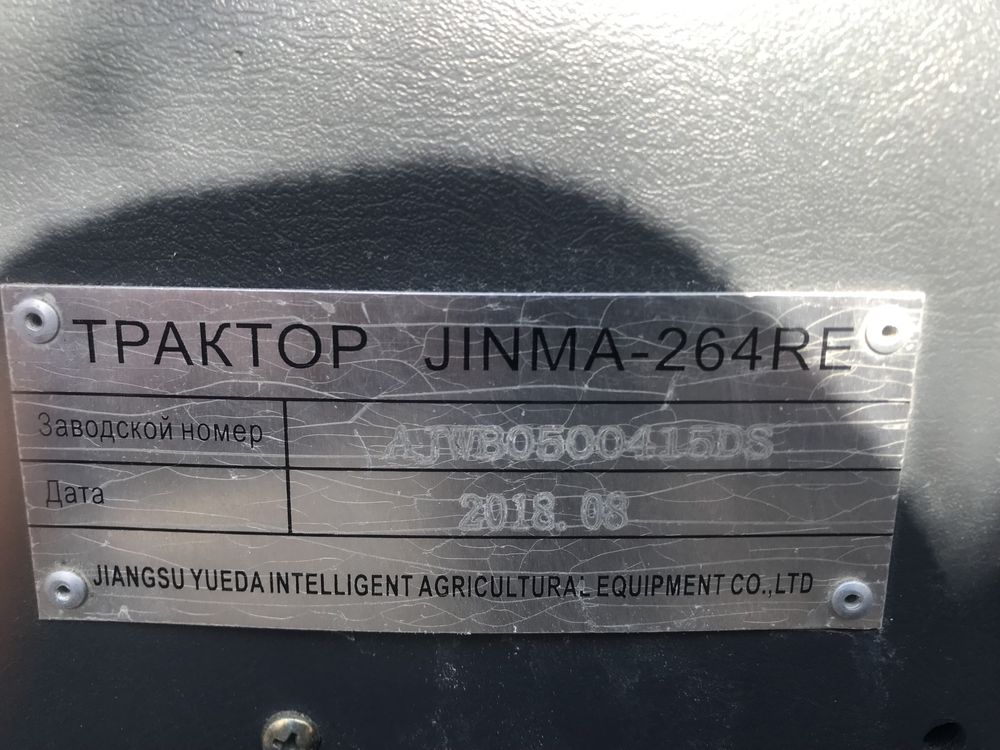 ТРАКТОР JINMA-264RE
Заводской номер AJWB0500415DS
Дата 2018.08
JIANGSU YUEDA INTELLIGENT AGRICULTURAL EQUIPMENT CO.,LTD